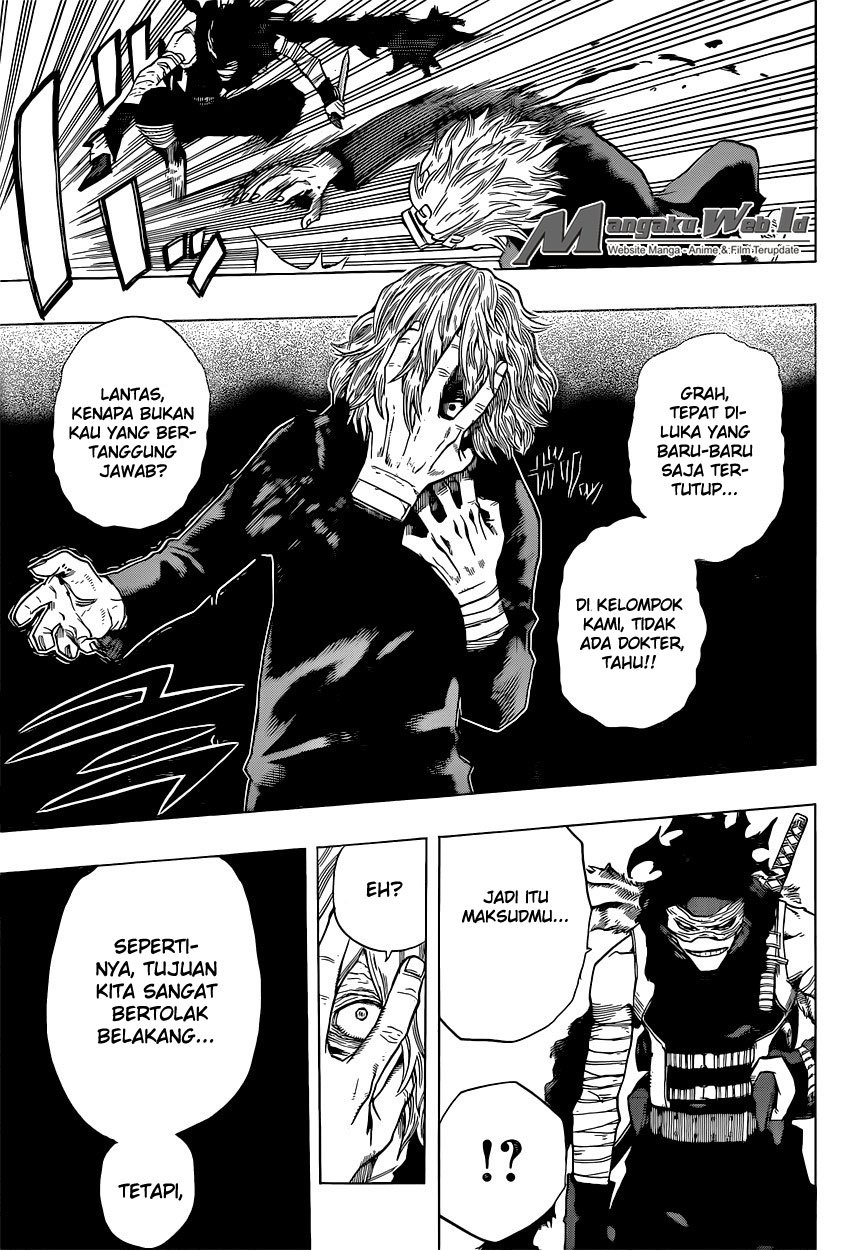 Mangaku.Web.Id
Website Manga - Anime & Film Terupdate
GRAH,
TEPAT DI-
LUKA YANG
BARU-BARU
SAJA TER-
TUTUP...
DI KELOMPOK
KAMI, TIDAK
ADA DOKTER,
TAHU!!
LANTAS,
KENAPA BUKAN
KAU YANG BER-
TANGGUNG
JAWAB?
JADI ITU
MAKSUDMU...
!?
EH?
SEPERTI-
NYA, TUJUAN
KITA SANGAT
BERTOLAK
BELAKANG...
TETAPI,